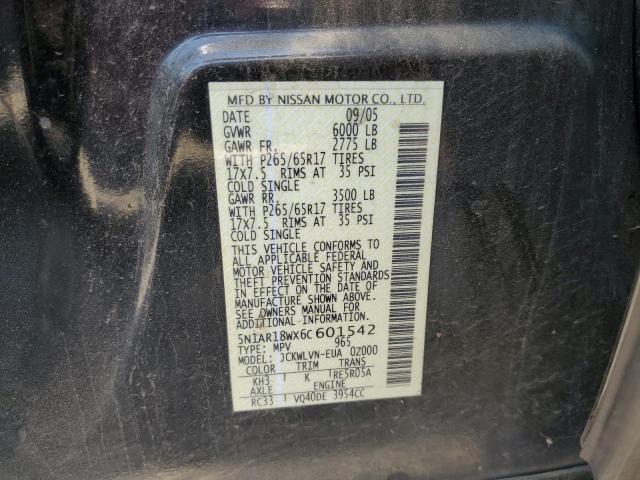 MFD BY NISSAN MOTOR CO., LTD.
DATE 09/05
GVWR 6000 LB
GAWR FR. 2775 LB
WITH P265/65R17 TIRES
17X7.5 RIMS AT 35 PSI
COLD SINGLE
GAWR RR. 3500 LB
WITH P265/65R17 TIRES
17X7.5 RIMS AT 35 PSI
COLD SINGLE
THIS VEHICLE CONFORMS TO
ALL APPLICABLE FEDERAL
MOTOR VEHICLE SAFETY AND
THEFT PREVENTION STANDARDS
IN EFFECT ON THE DATE OF
MANUFACTURE SHOWN ABOVE.
SEE OWNERS MANUAL FOR
ADDITIONAL INFORMATION.
5N1AR18WX6C601542
TYPE: MPV 965
MODEL: JCKWLVN-EUA 0Z000
COLOR TRIM TRANS
KH3 K RE5R05A
AXLE ENGINE
RC33 VQ40DE 3954CC